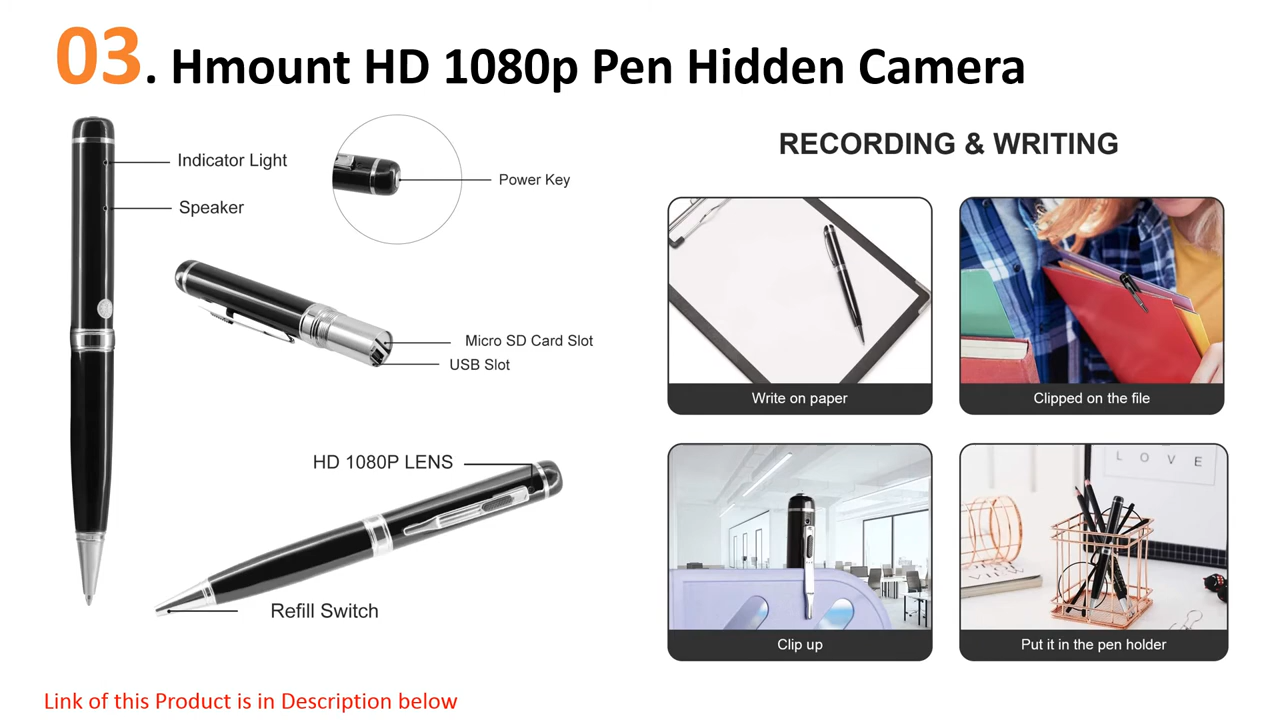 03. Hmount HD 1080p Pen Hidden Camera
Indicator Light
Speaker
Power Key
Micro SD Card Slot
USB Slot
HD 1080P LENS
Refill Switch
RECORDING & WRITING
Write on paper
Clipped on the file
Clip up
L O V E
Put it in the pen holder
Link of this Product is in Description below